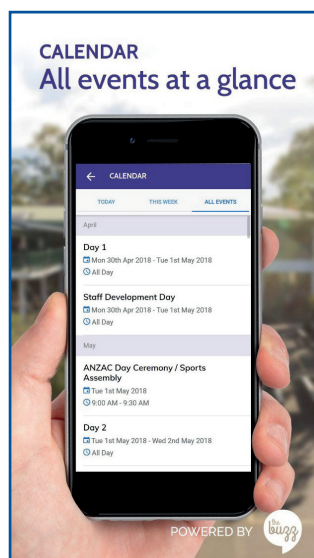 CALENDAR
All events at a glance
CALENDAR
TODAY THIS WEEK ALL EVENTS
April
Day 1
Mon 30th Apr 2018 - Tue 1st May 2018
All Day
Staff Development Day
Mon 30th Apr 2018 - Tue 1st May 2018
All Day
May
ANZAC Day Ceremony / Sports
Assembly
Tue 1st May 2018
9:00 AM - 9:30 AM
Day 2
Tue 1st May 2018 - Wed 2nd May 2018
All Day
POWERED BY the buzz